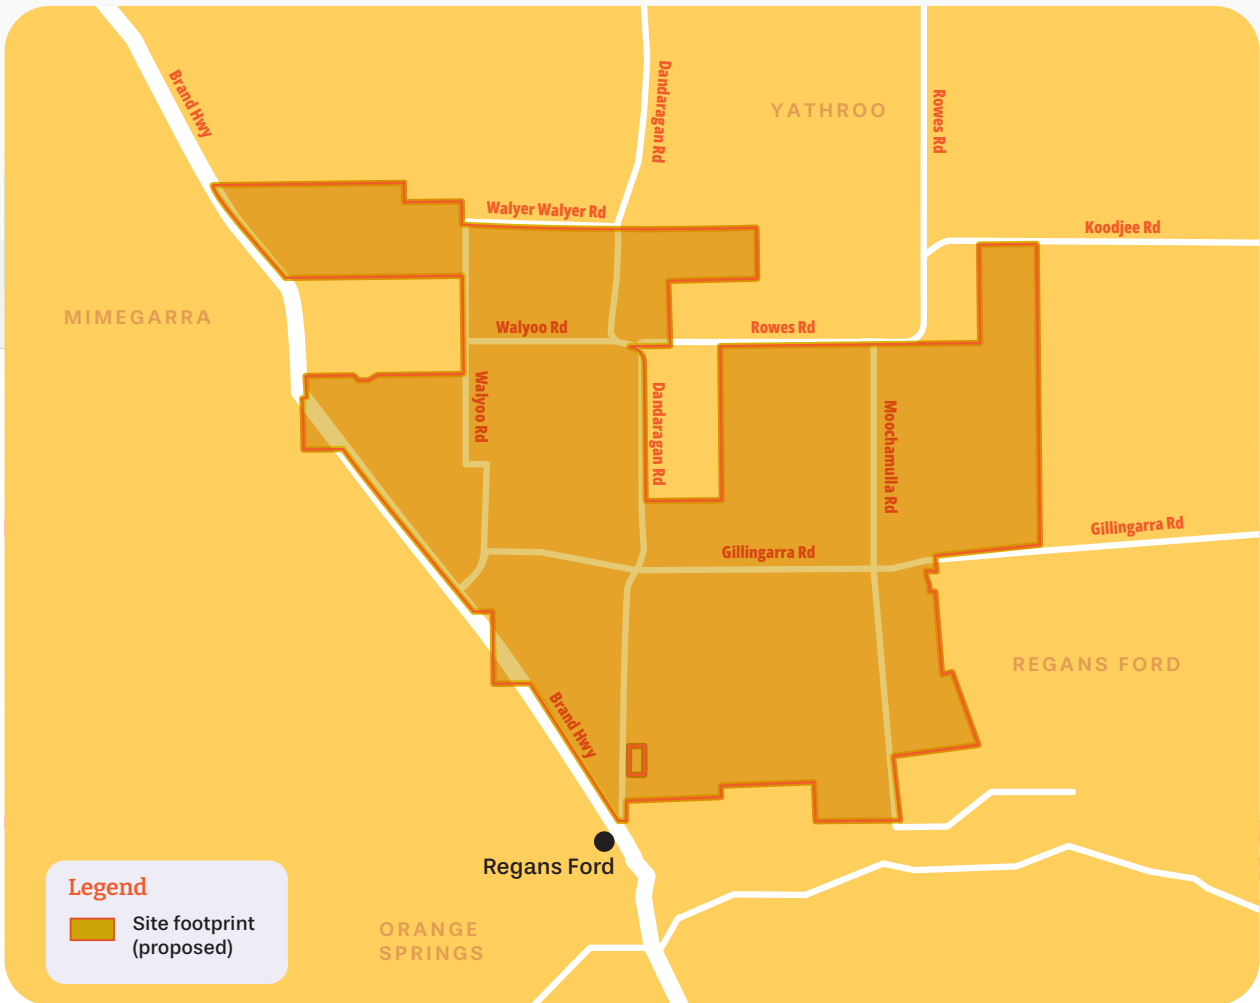 Brand Hwy
Dandaragan Rd
YATHROO
Rowes Rd
Walyer Walyer Rd
Koodjee Rd
MIMEGARRA
Walyoo Rd
Rowes Rd
Walyoo Rd
Dandaragan Rd
Moochamulla Rd
Gillingarra Rd
Gillingarra Rd
REGANS FORD
Brand Hwy
Regans Ford
Legend
Site footprint
(proposed)
ORANGE
SPRINGS